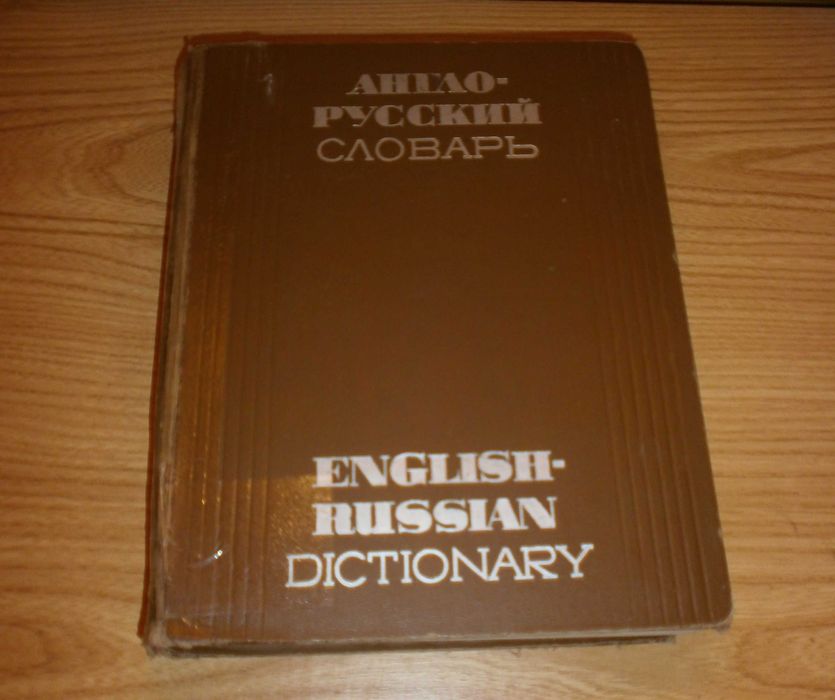 АНГЛО-
РУССКИЙ
СЛОВАРЬ
ENGLISH-
RUSSIAN
DICTIONARY